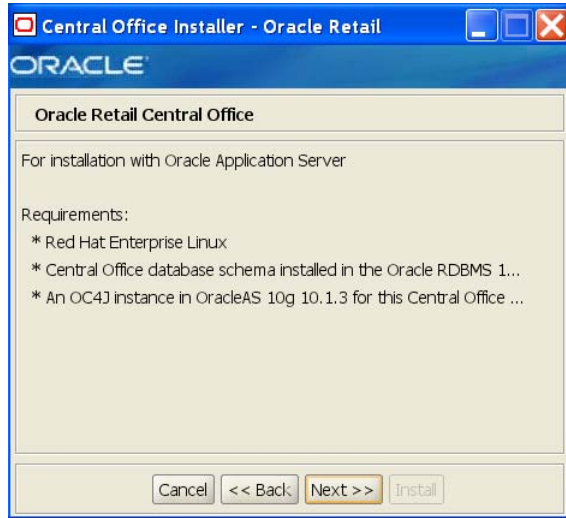 Central Office Installer - Oracle Retail
ORACLE
Oracle Retail Central Office
For installation with Oracle Application Server
Requirements:
* Red Hat Enterprise Linux
* Central Office database schema installed in the Oracle RDBMS 1...
* An OC4J instance in OracleAS 10g 10.1.3 for this Central Office ...
Cancel << Back Next >> Install